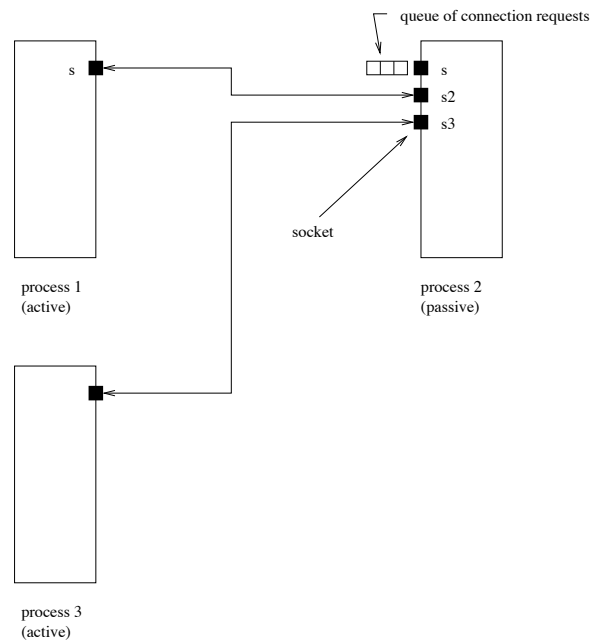 queue of connection requests
s
s
s2
s3
socket
process 1
(active)
process 2
(passive)
process 3
(active)